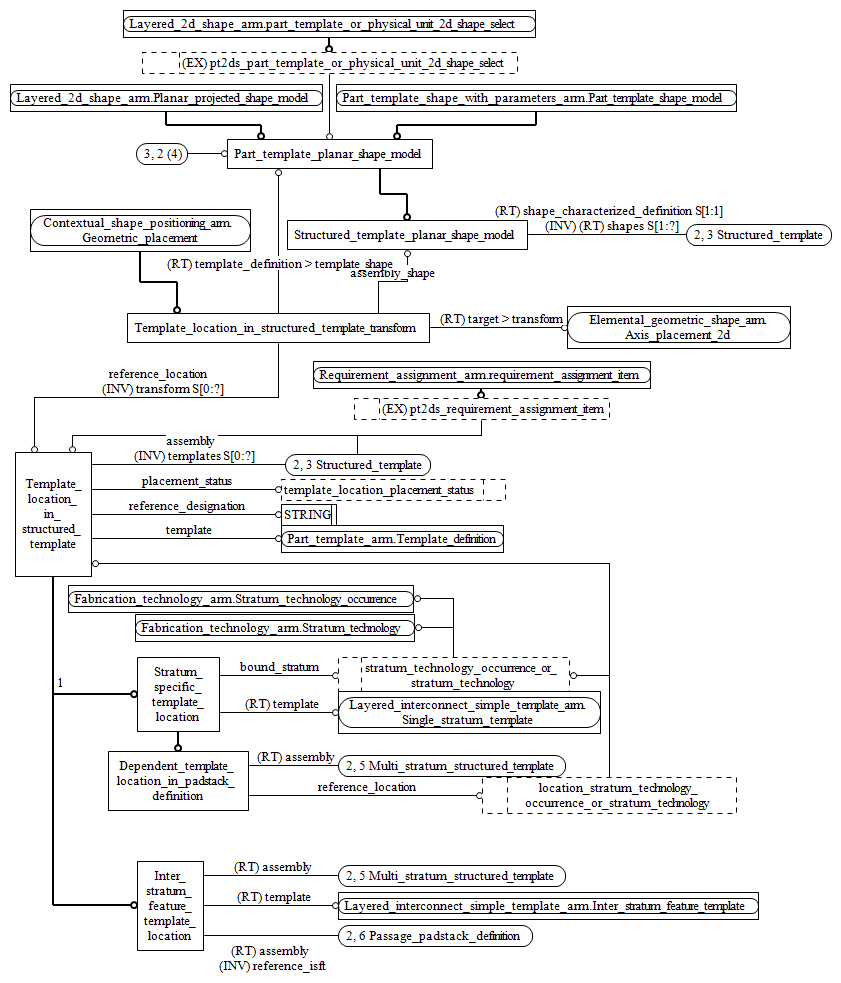 Layered_2d_shape_arm.part_template_or_physical_unit_2d_shape_select
(EX) pt2ds_part_template_or_physical_unit_2d_shape_select
Layered_2d_shape_arm.Planar_projected_shape_model
Part_template_shape_with_parameters_arm.Part_template_shape_model
3, 2 (4)
Part_template_planar_shape_model
Contextual_shape_positioning_arm.
Geometric_placement
(RT) shape_characterized_definition S[1:1]
(INV) (RT) shapes S[1:?]
Structured_template_planar_shape_model
2, 3 Structured_template
(RT) template_definition > template_shape
assembly_shape
Template_location_in_structured_template_transform
(RT) target > transform
Elemental_geometric_shape_arm.
Axis_placement_2d
reference_location
(INV) transform S[0:?]
Requirement_assignment_arm.requirement_assignment_item
(EX) pt2ds_requirement_assignment_item
assembly
(INV) templates S[0:?]
2, 3 Structured_template
Template_
location_
in_
structured_
template
placement_status
template_location_placement_status
reference_designation
STRING
template
Part_template_arm.Template_definition
Fabrication_technology_arm.Stratum_technology_occurrence
Fabrication_technology_arm.Stratum_technology
1
Stratum_
specific_
template_
location
bound_stratum
stratum_technology_occurrence_or_
stratum_technology
(RT) template
Layered_interconnect_simple_template_arm.
Single_stratum_template
Dependent_template_
location_in_padstack_
definition
(RT) assembly
2, 5 Multi_stratum_structured_template
reference_location
location_stratum_technology_
occurrence_or_stratum_technology
Inter_
stratum_
feature_
template_
location
(RT) assembly
2, 5 Multi_stratum_structured_template
(RT) template
Layered_interconnect_simple_template_arm.Inter_stratum_feature_template
2, 6 Passage_padstack_definition
(RT) assembly
(INV) reference_isft